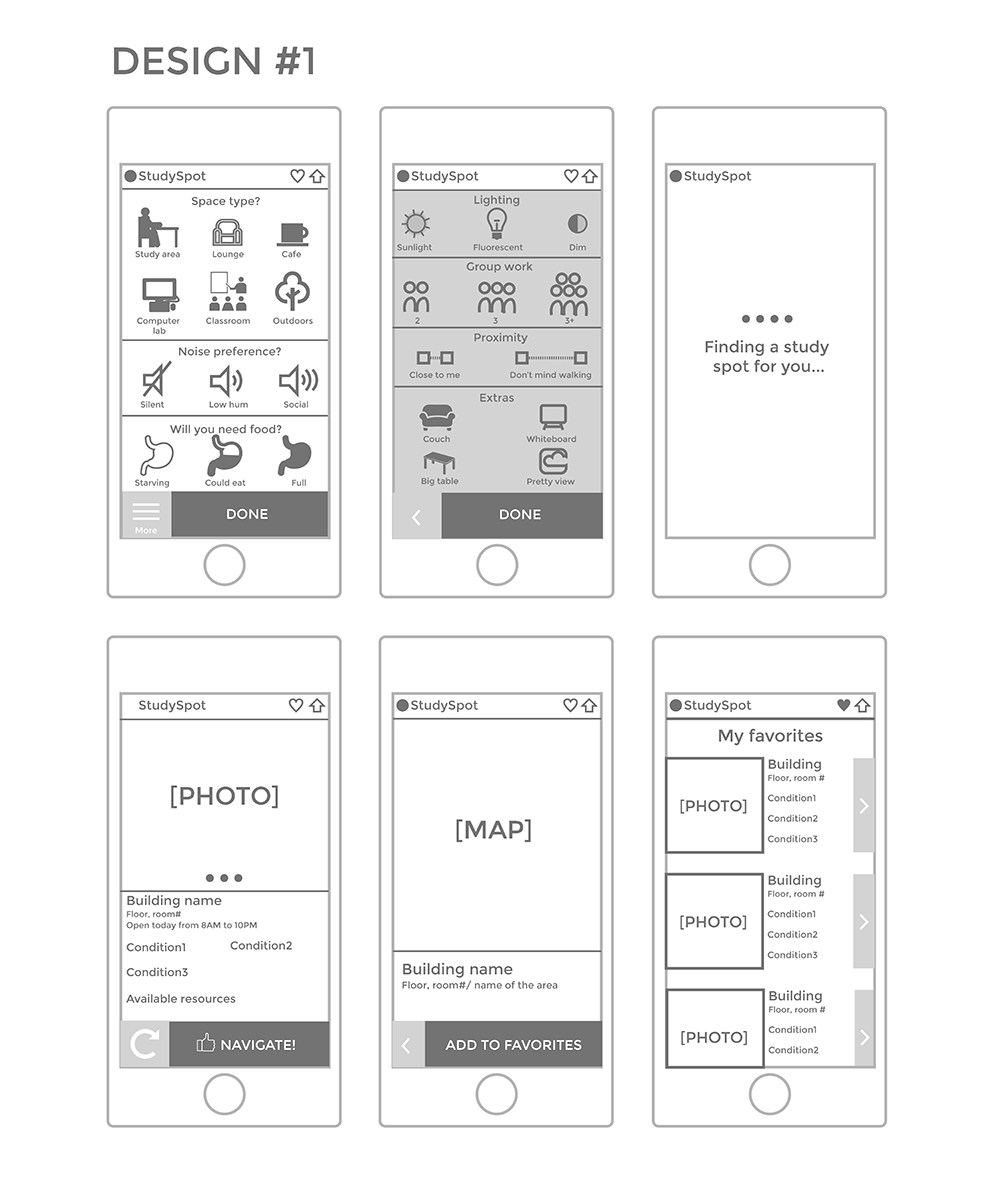 DESIGN #1
StudySpot
Space type?
Study area Lounge Cafe
Computer lab Classroom Outdoors
Noise preference?
Silent Low hum Social
Will you need food?
Starving Could eat Full
More DONE
StudySpot
Lighting
Sunlight Fluorescent Dim
Group work
2 3 3+
Proximity
Close to me Don't mind walking
Extras
Couch Whiteboard
Big table Pretty view
DONE
StudySpot
Finding a study
spot for you...
StudySpot
[PHOTO]
Building name
Floor, room#
Open today from 8AM to 10PM
Condition1 Condition2
Condition3
Available resources
NAVIGATE!
StudySpot
[MAP]
Building name
Floor, room#/ name of the area
ADD TO FAVORITES
StudySpot
My favorites
[PHOTO]
Building
Floor, room #
Condition1
Condition2
Condition3
[PHOTO]
Building
Floor, room #
Condition1
Condition2
Condition3
[PHOTO]
Building
Floor, room #
Condition1
Condition2